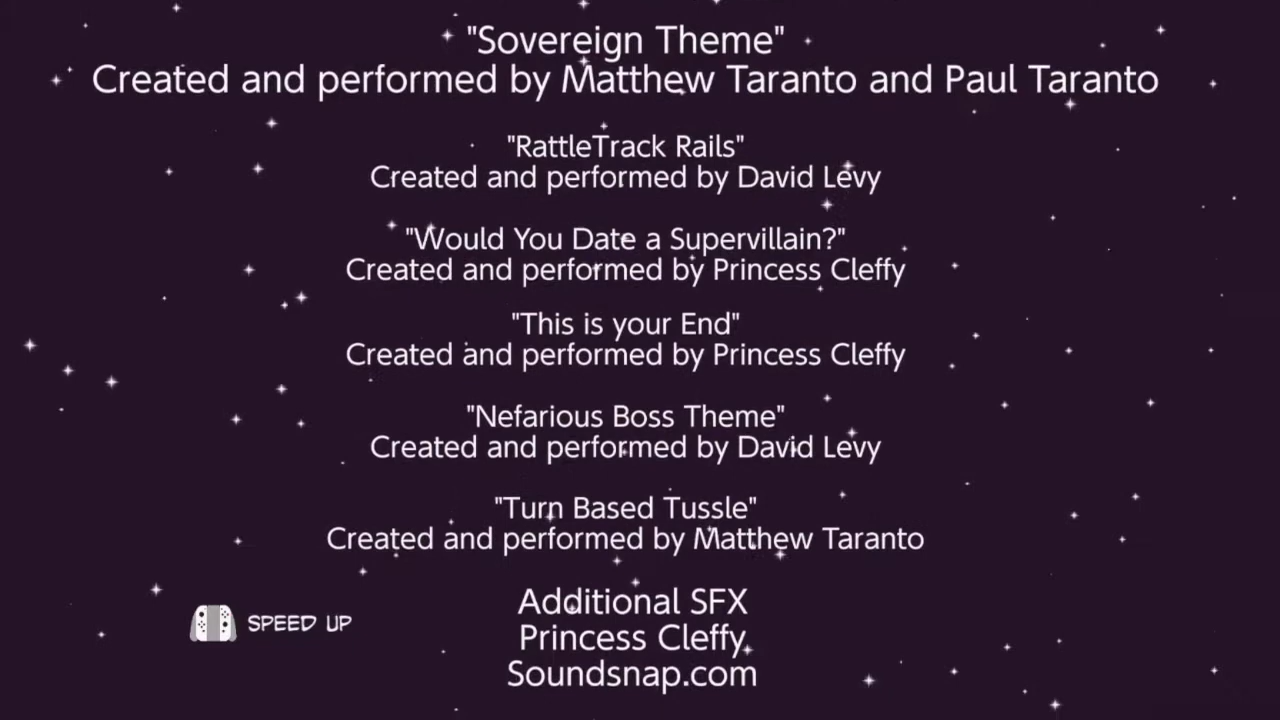 "Sovereign Theme"
Created and performed by Matthew Taranto and Paul Taranto
"RattleTrack Rails"
Created and performed by David Levy
"Would You Date a Supervillain?"
Created and performed by Princess Cleffy
"This is your End"
Created and performed by Princess Cleffy
"Nefarious Boss Theme"
Created and performed by David Levy
"Turn Based Tussle"
Created and performed by Matthew Taranto
Additional SFX
Princess Cleffy
Soundsnap.com
SPEED UP